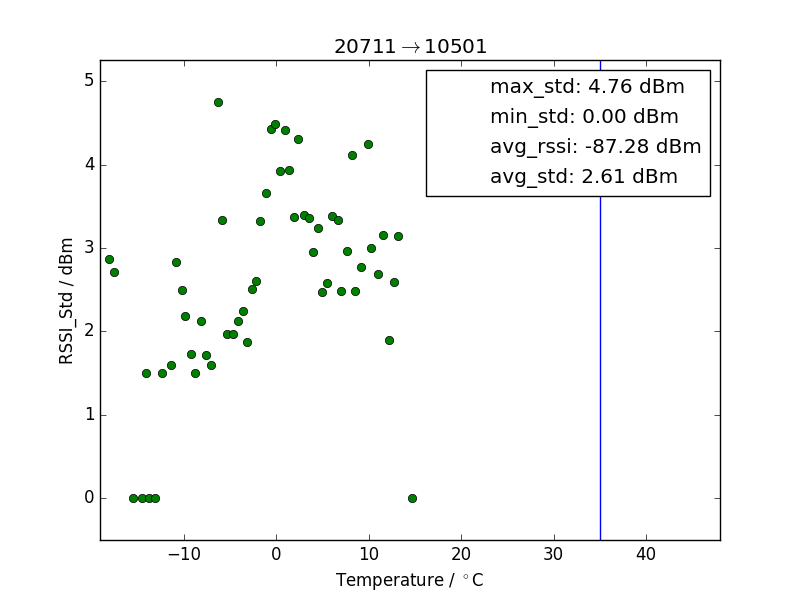 20711→10501
max_std: 4.76 dBm
min_std: 0.00 dBm
avg_rssi: -87.28 dBm
avg_std: 2.61 dBm
RSSI_Std / dBm
5
4
3
2
1
0
−10 0 10 20 30 40
Temperature / °C